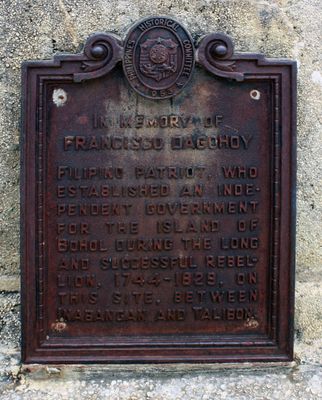 PHILIPPINES HISTORICAL COMMITTEE
IN MEMORY OF
FRANCISCO DAGOHOY
FILIPINO PATRIOT, WHO
ESTABLISHED AN INDE-
PENDENT GOVERNMENT
FOR THE ISLAND OF
BOHOL DURING THE LONG
AND SUCCESSFUL REBEL-
LION, 1744-1829, ON
THIS SITE, BETWEEN
INABANGAN AND TALIBON.